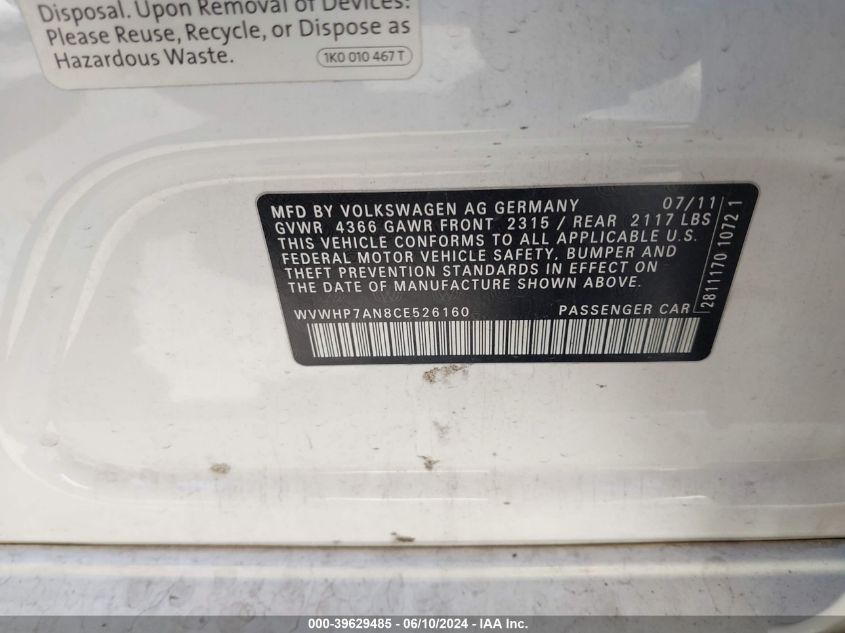 Disposal. Upon Removal of Devices:
Please Reuse, Recycle, or Dispose as
Hazardous Waste.
1K0 010 467 T
MFD BY VOLKSWAGEN AG GERMANY 07/11
GVWR 4366 GAWR FRONT 2315 / REAR 2117 LBS
THIS VEHICLE CONFORMS TO ALL APPLICABLE U.S.
FEDERAL MOTOR VEHICLE SAFETY, BUMPER AND
THEFT PREVENTION STANDARDS IN EFFECT ON
THE DATE OF MANUFACTURE SHOWN ABOVE.
WVWHP7AN8CE526160 PASSENGER CAR
2811170 1072 1
000-39629485 - 06/10/2024 - IAA Inc.